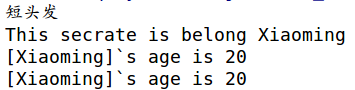 短头发
This secrate is belong Xiaoming
[Xiaoming]`s age is 20
[Xiaoming]`s age is 20